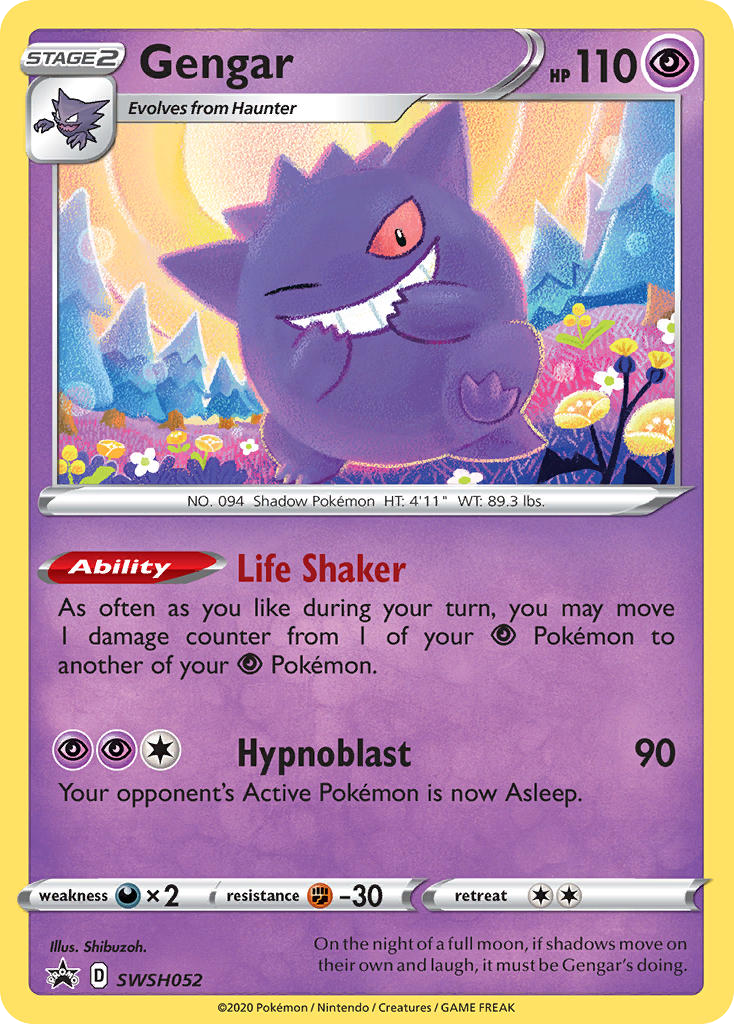 STAGE2
Gengar
HP 110
Evolves from Haunter
NO. 094 Shadow Pokémon HT: 4'11" WT: 89.3 lbs.
Ability Life Shaker
As often as you like during your turn, you may move
1 damage counter from 1 of your Pokémon to
another of your Pokémon.
Hypnoblast 90
Your opponent's Active Pokémon is now Asleep.
weakness ×2 resistance -30 retreat
Illus. Shibuzoh.
On the night of a full moon, if shadows move on
their own and laugh, it must be Gengar's doing.
PROMO D SWSH052
©2020 Pokémon / Nintendo / Creatures / GAME FREAK